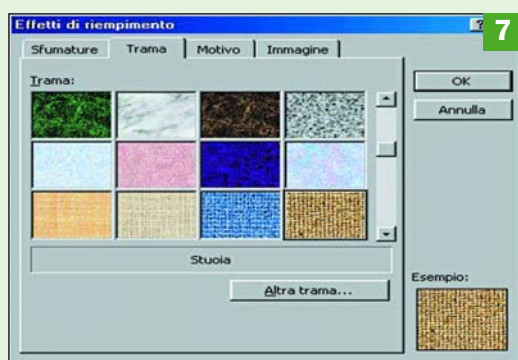 Effetti di riempimento
?
7
Sfumature Trama Motivo Immagine
Trama:
OK
Annulla
Stuoia
Altra trama...
Esempio: